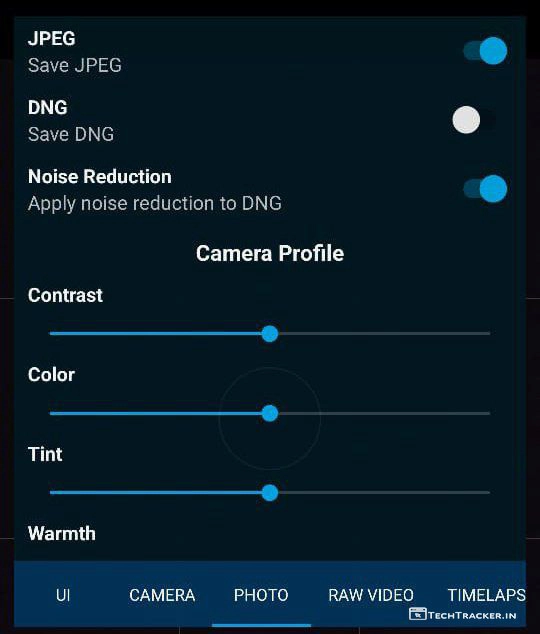 JPEG
Save JPEG
DNG
Save DNG
Noise Reduction
Apply noise reduction to DNG
Camera Profile
Contrast
Color
Tint
Warmth
UI CAMERA PHOTO RAW VIDEO TIMELAPS
TECHTRACKER.IN